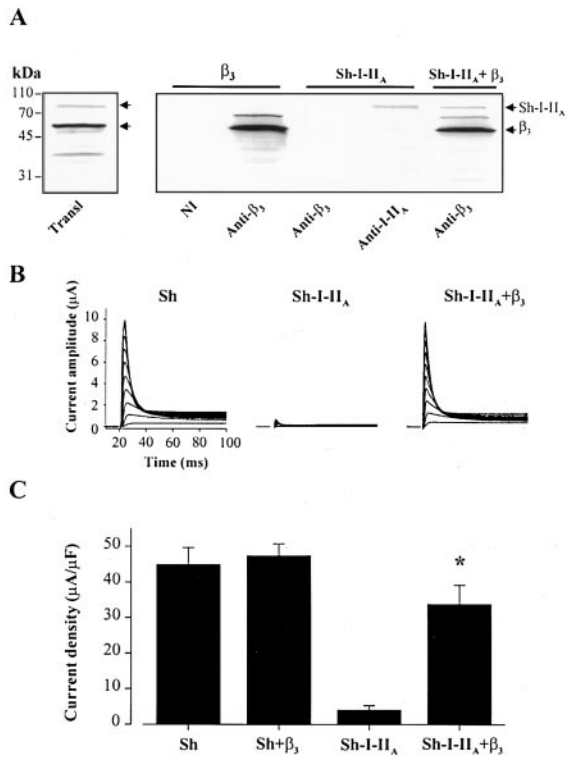 A
kDa
110
70
45
31
Transl
β3
Sh-I-IIA
Sh-I-IIA+ β3
Sh-I-IIA
β3
NI
Anti-β3
Anti-β3
Anti-I-IIA
Anti-β3
B
Sh
Sh-I-IIA
Sh-I-IIA+β3
Current amplitude (μA)
10
8
6
4
2
0
20 40 60 80 100
Time (ms)
C
Current density (μA/μF)
50
40
30
20
10
0
*
Sh
Sh+β3
Sh-I-IIA
Sh-I-IIA+β3